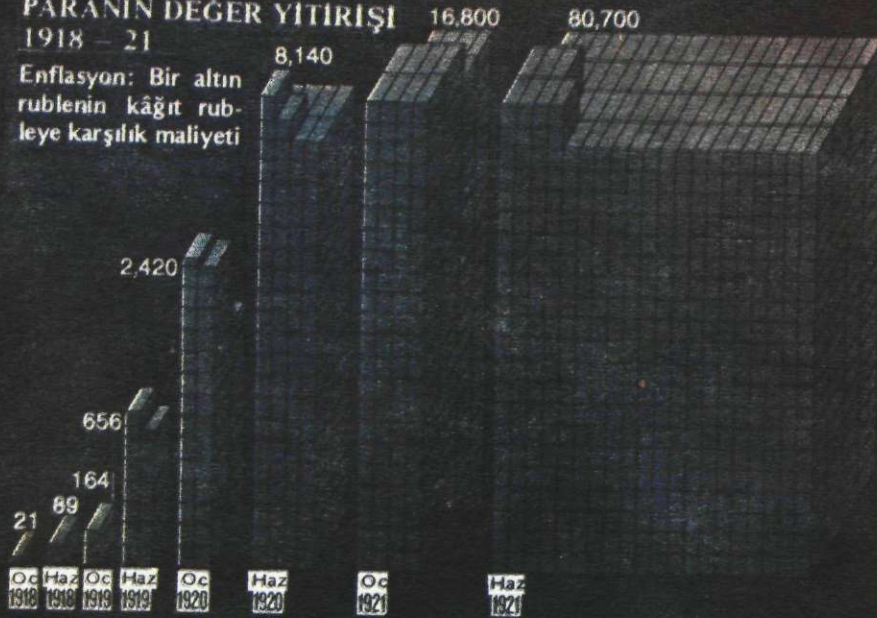 PARANIN DEĞER YİTİRİŞİ
1918 – 21
Enflasyon: Bir altın
rublenin kâğıt rub-
leye karşılık maliyeti
21
89
164
656
2,420
8,140
16,800
80,700
Oc 1918
Haz 1918
Oc 1919
Haz 1919
Oc 1920
Haz 1920
Oc 1921
Haz 1921